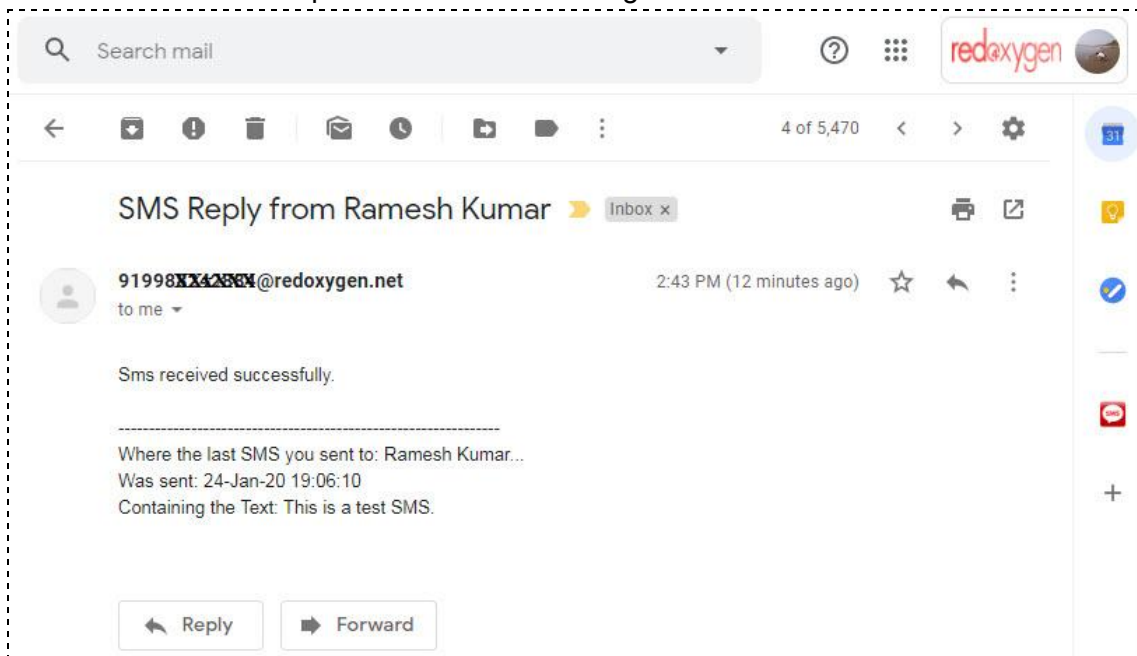 Search mail
redoxygen
4 of 5,470
31
SMS Reply from Ramesh Kumar
Inbox x
91998 @redoxygen.net
2:43 PM (12 minutes ago)
to me
Sms received successfully.
---------------------------------------------------------------
Where the last SMS you sent to: Ramesh Kumar...
Was sent: 24-Jan-20 19:06:10
Containing the Text: This is a test SMS.
SMS
Reply
Forward